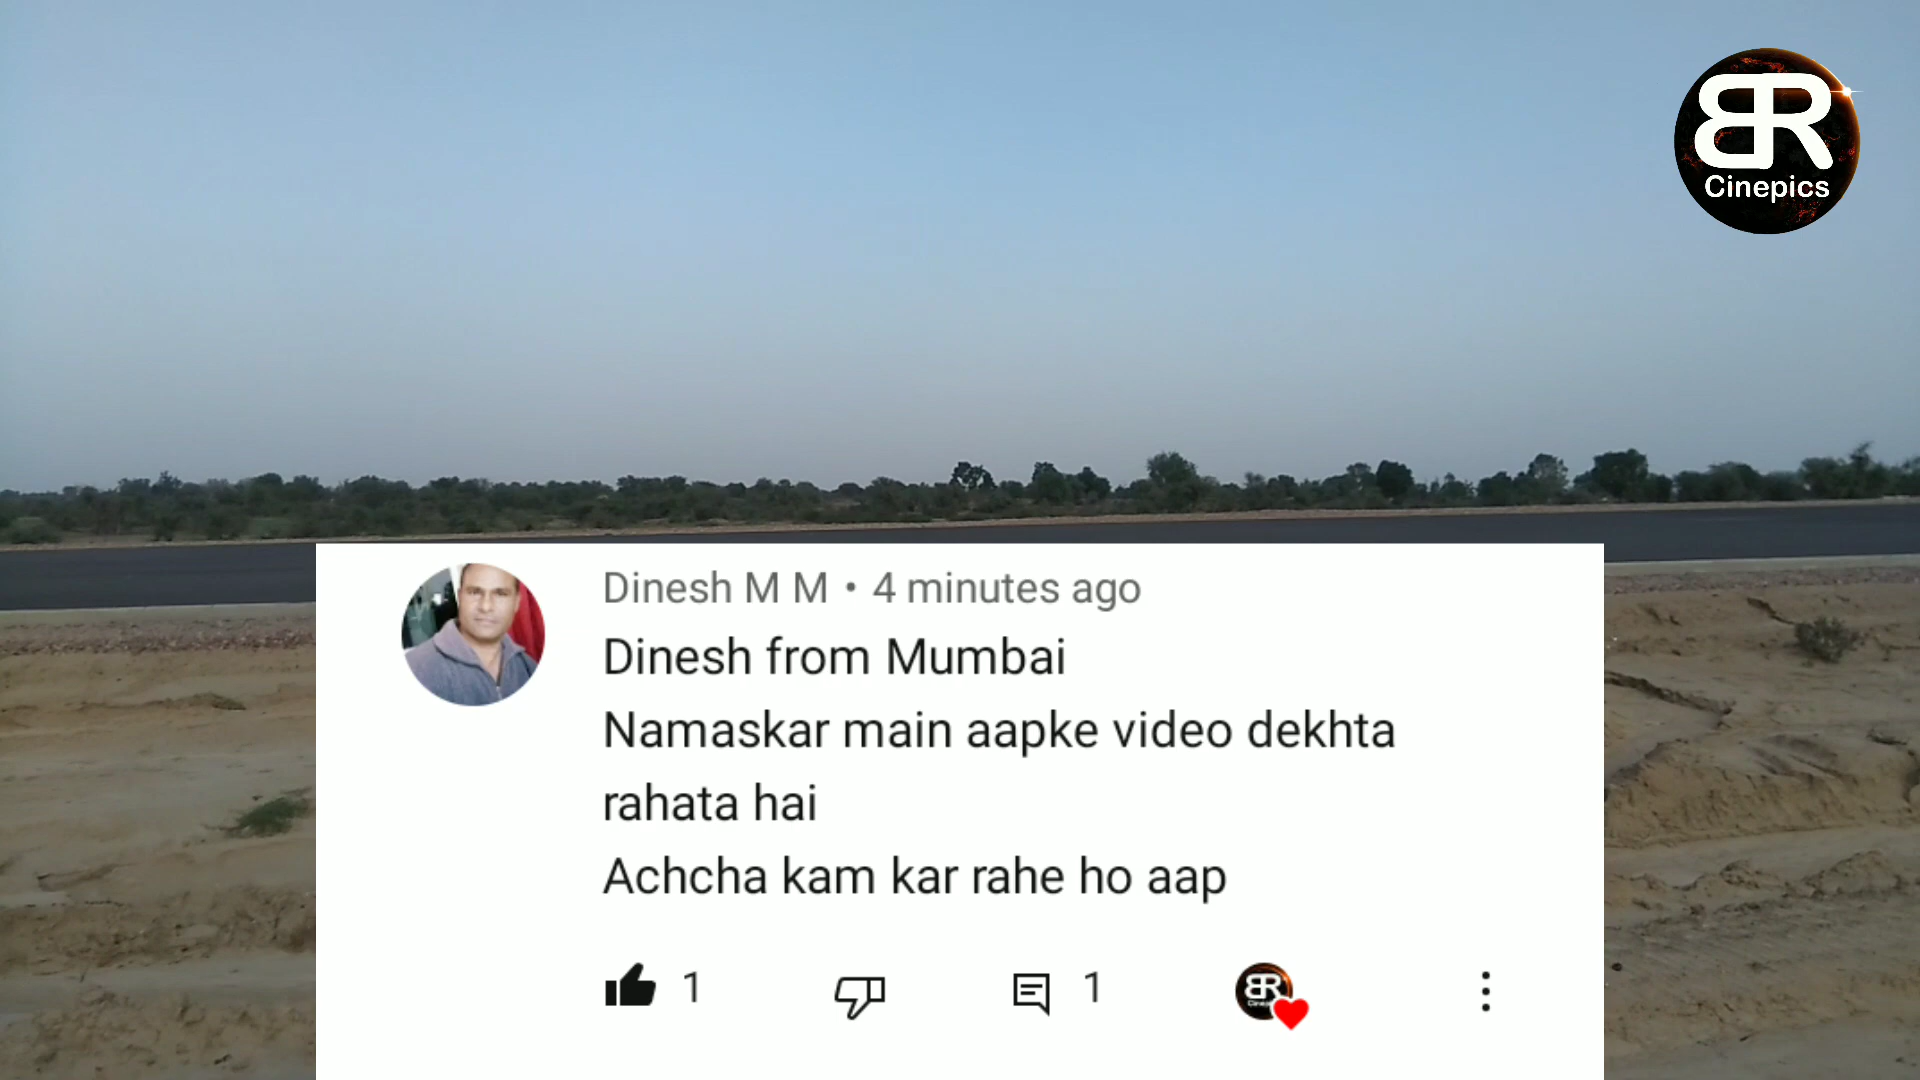 BR
Cinepics
Dinesh M M • 4 minutes ago
Dinesh from Mumbai
Namaskar main aapke video dekhta
rahata hai
Achcha kam kar rahe ho aap
1
1